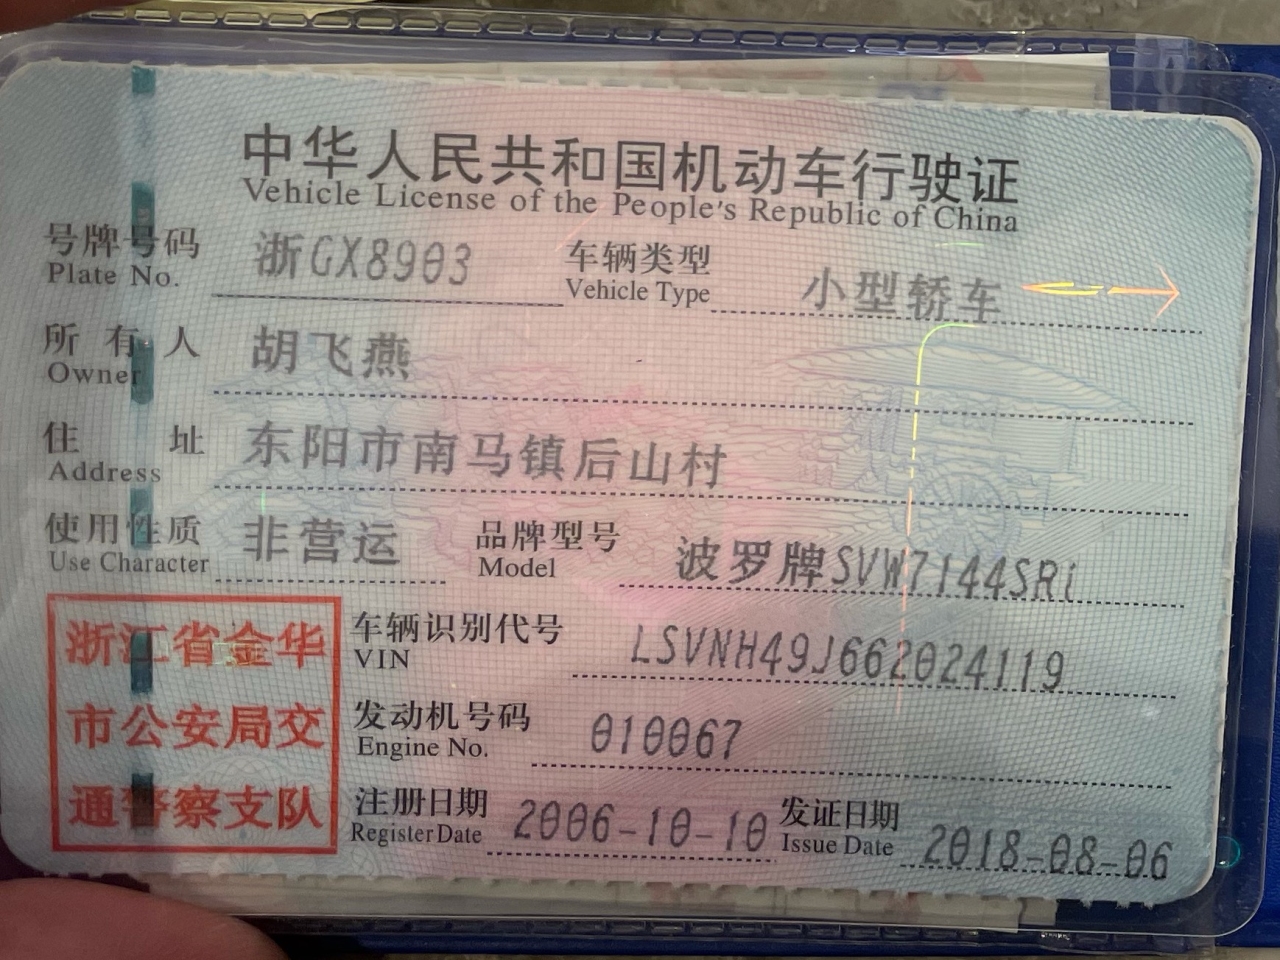 中华人民共和国机动车行驶证
Vehicle License of the People's Republic of China
号牌号码 浙GX8903 车辆类型 小型轿车
Plate No. Vehicle Type
所有人 胡飞燕
Owner
住址 东阳市南马镇后山村
Address
使用性质 非营运 品牌型号 波罗牌SVW7144SRi
Use Character Model
浙江省金华
市公安局交
通警察支队
车辆识别代号 LSVNH49J662024119
VIN
发动机号码 010067
Engine No.
注册日期 2006-10-10 发证日期 2018-08-06
Register Date Issue Date